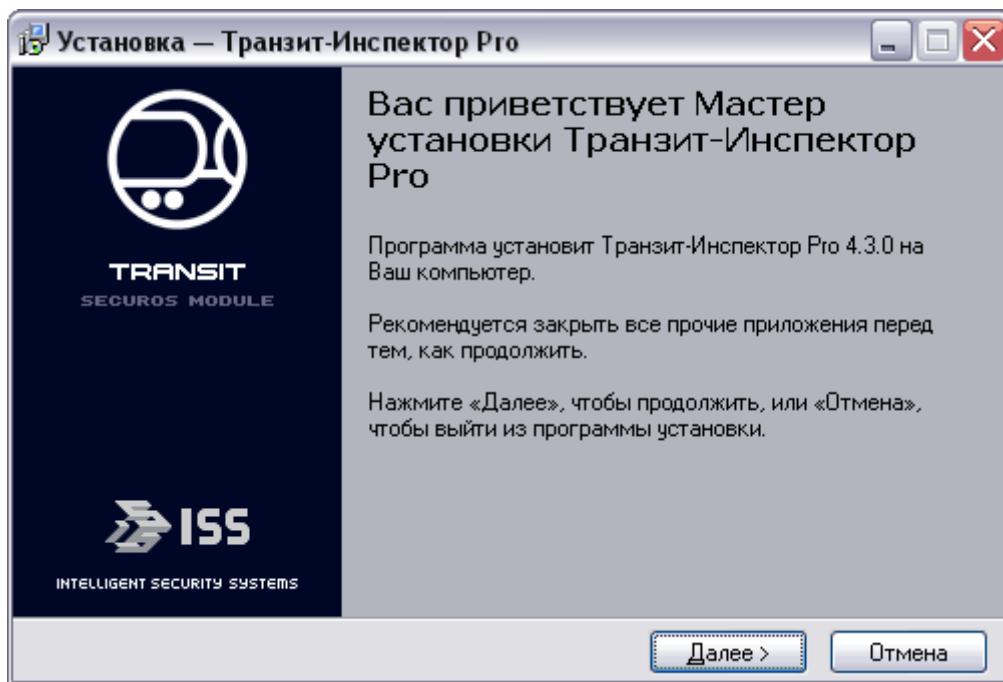 Установка — Транзит-Инспектор Pro
Вас приветствует Мастер
установки Транзит-Инспектор
Pro
Программа установит Транзит-Инспектор Pro 4.3.0 на
Ваш компьютер.
Рекомендуется закрыть все прочие приложения перед
тем, как продолжить.
Нажмите «Далее», чтобы продолжить, или «Отмена»,
чтобы выйти из программы установки.
TRANSIT
SECUROS MODULE
ISS
INTELLIGENT SECURITY SYSTEMS
Далее >
Отмена